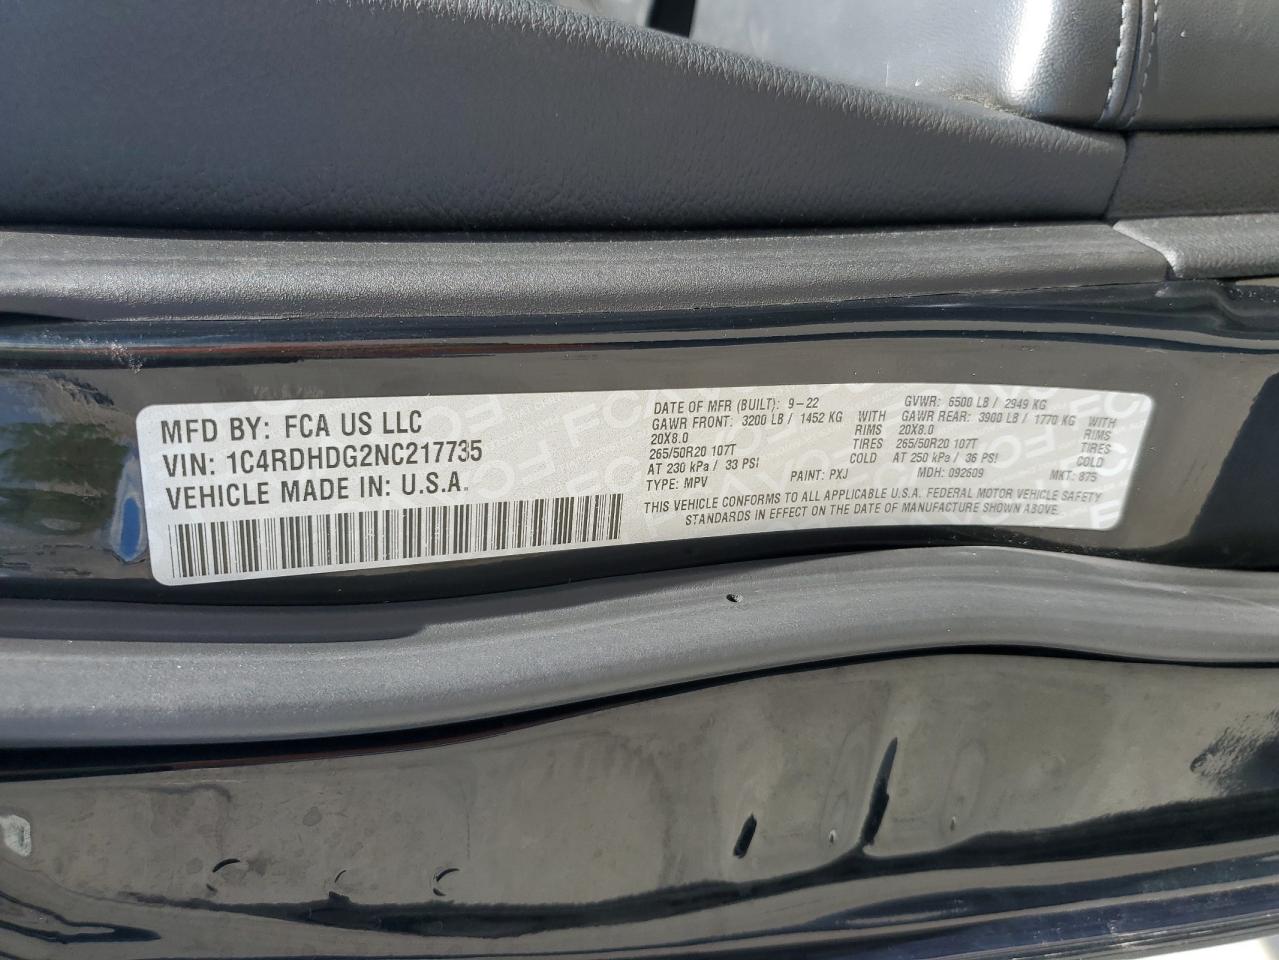 MFD BY: FCA US LLC
VIN: 1C4RDHDG2NC217735
VEHICLE MADE IN: U.S.A.
DATE OF MFR (BUILT): 9-22 GVWR: 6500 LB / 2949 KG
GAWR FRONT: 3200 LB / 1452 KG WITH GAWR REAR: 3900 LB / 1770 KG WITH
20X8.0 RIMS 20X8.0 RIMS
265/50R20 107T TIRES 265/50R20 107T TIRES
AT 230 kPa / 33 PSI COLD AT 250 kPa / 36 PSI COLD
TYPE: MPV PAINT: PXJ MDH: 092609 MKT: 875
THIS VEHICLE CONFORMS TO ALL APPLICABLE U.S.A. FEDERAL MOTOR VEHICLE SAFETY
STANDARDS IN EFFECT ON THE DATE OF MANUFACTURE SHOWN ABOVE.